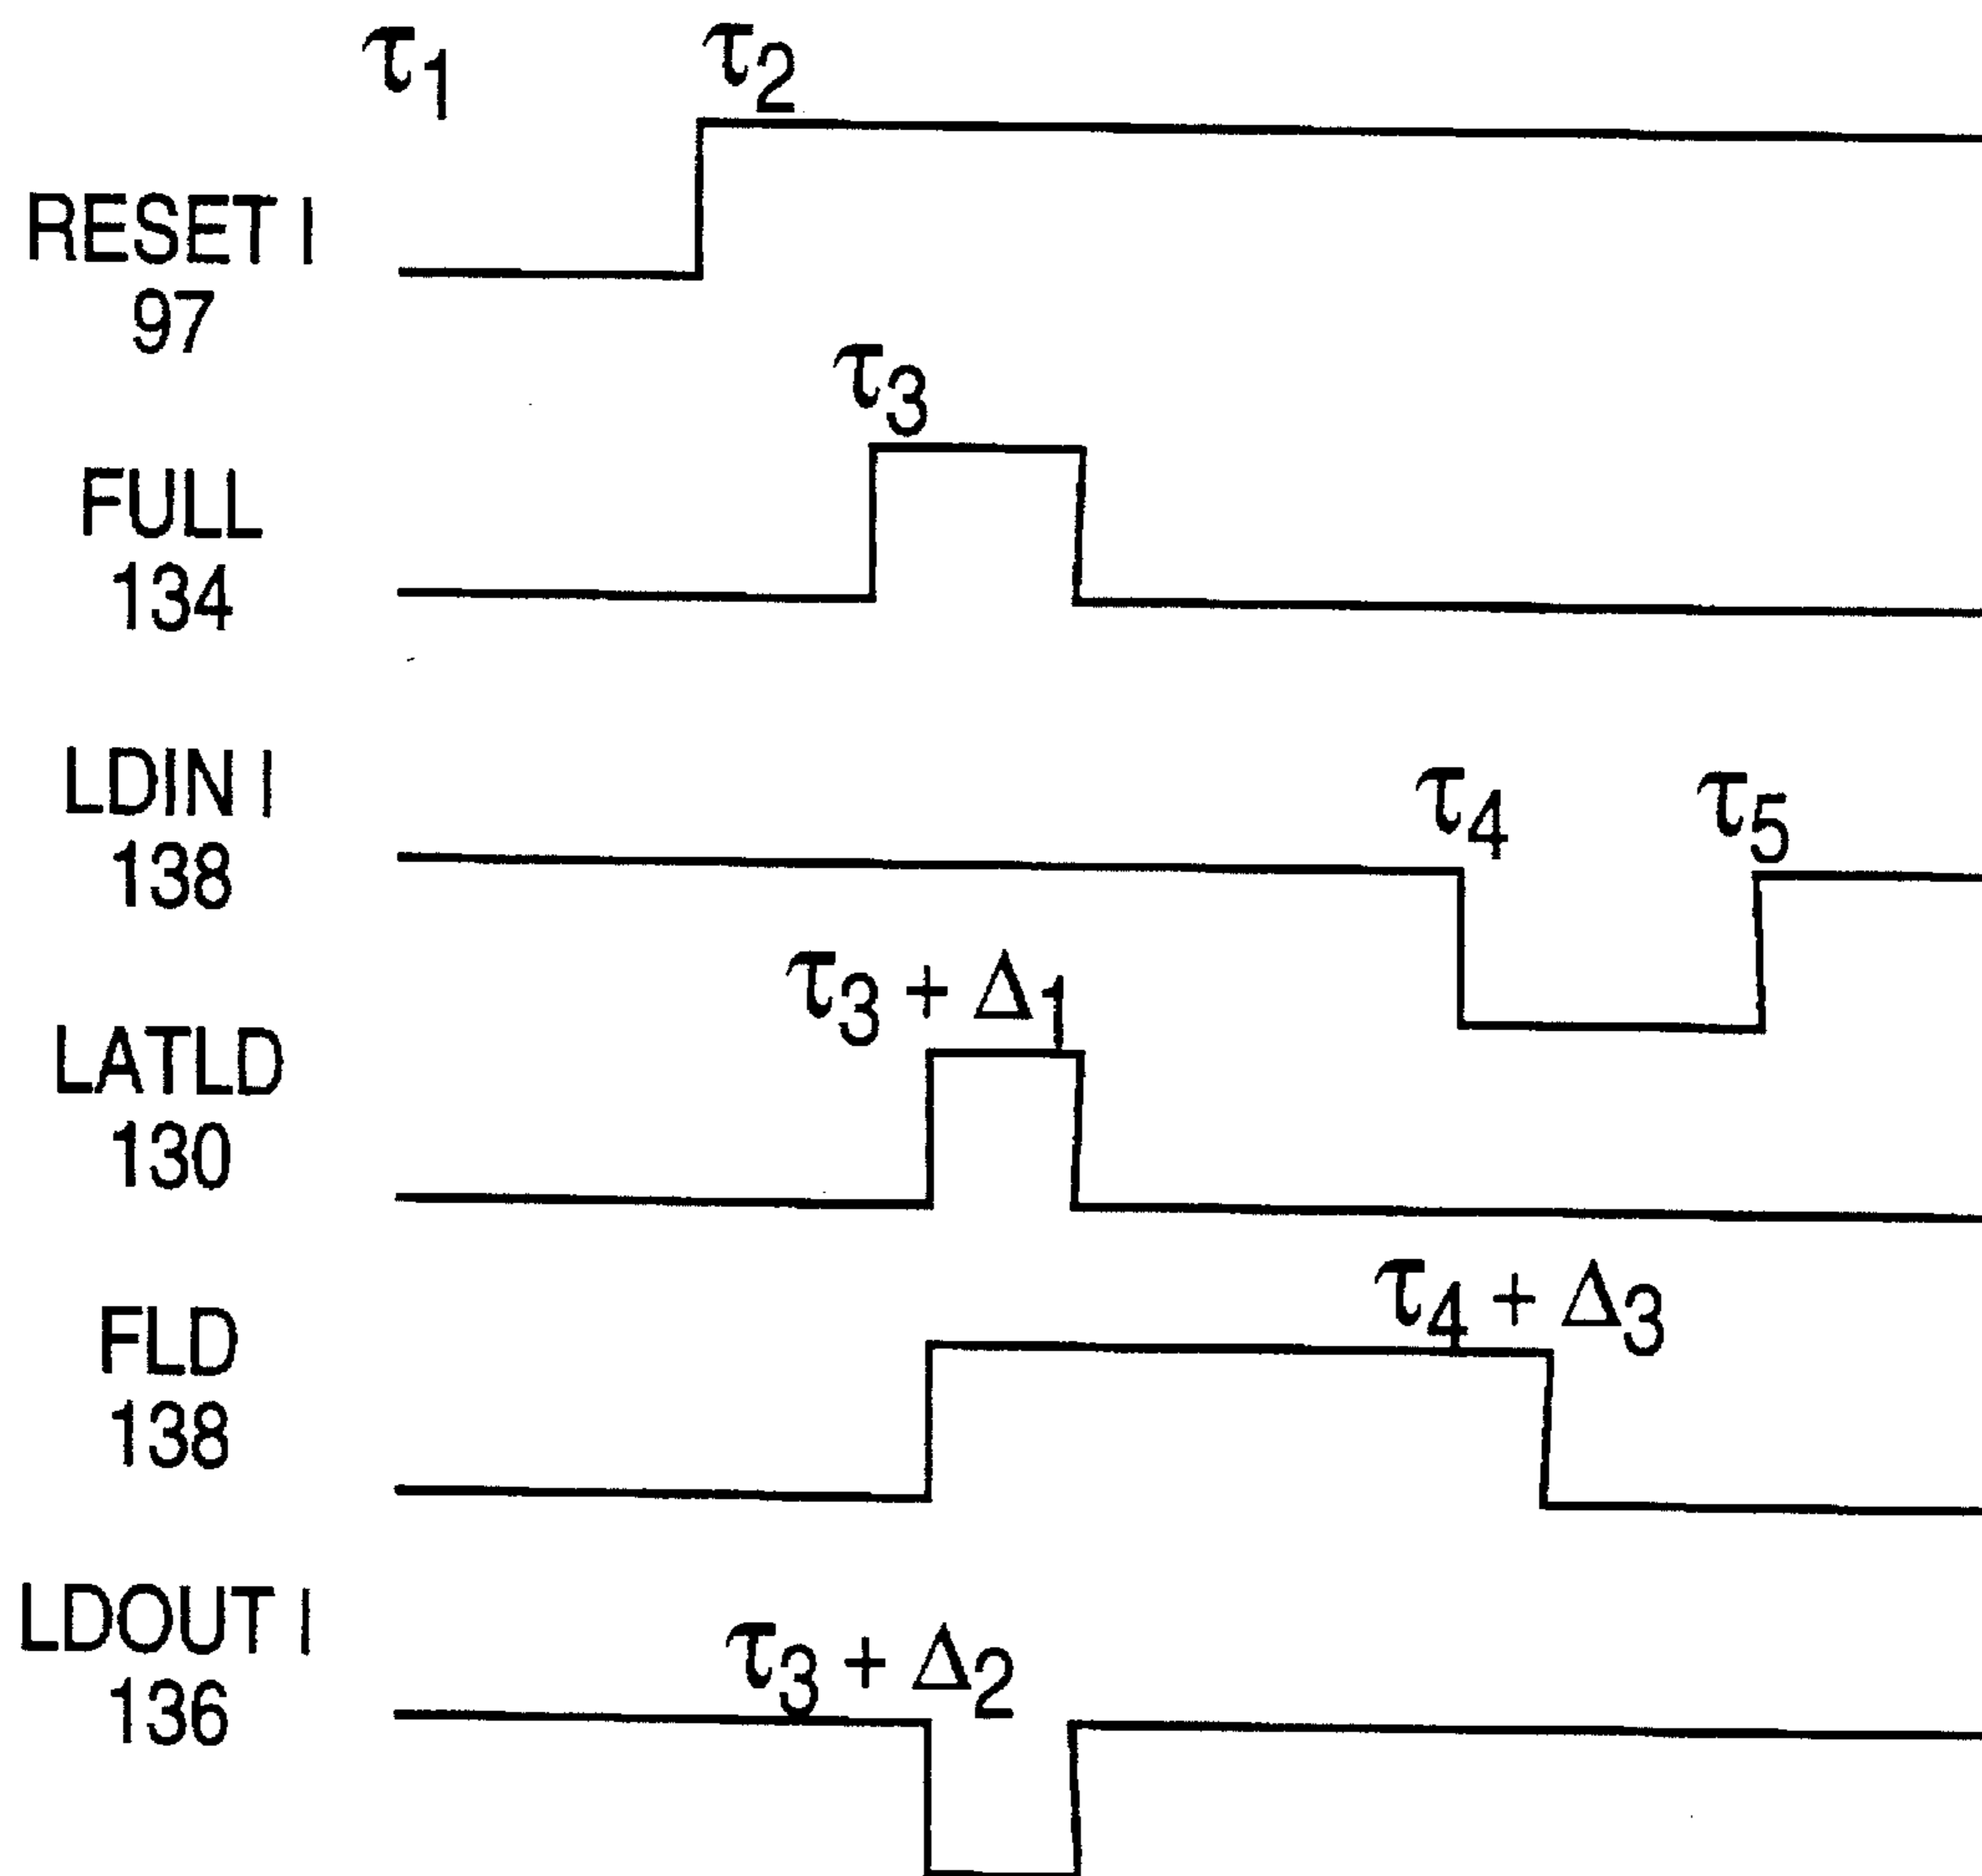 τ1
τ2
RESET I
97
τ3
FULL
134
LDIN I
138
τ4
τ5
τ3 + Δ1
LATLD
130
τ4 + Δ3
FLD
138
LDOUT I
136
τ3 + Δ2